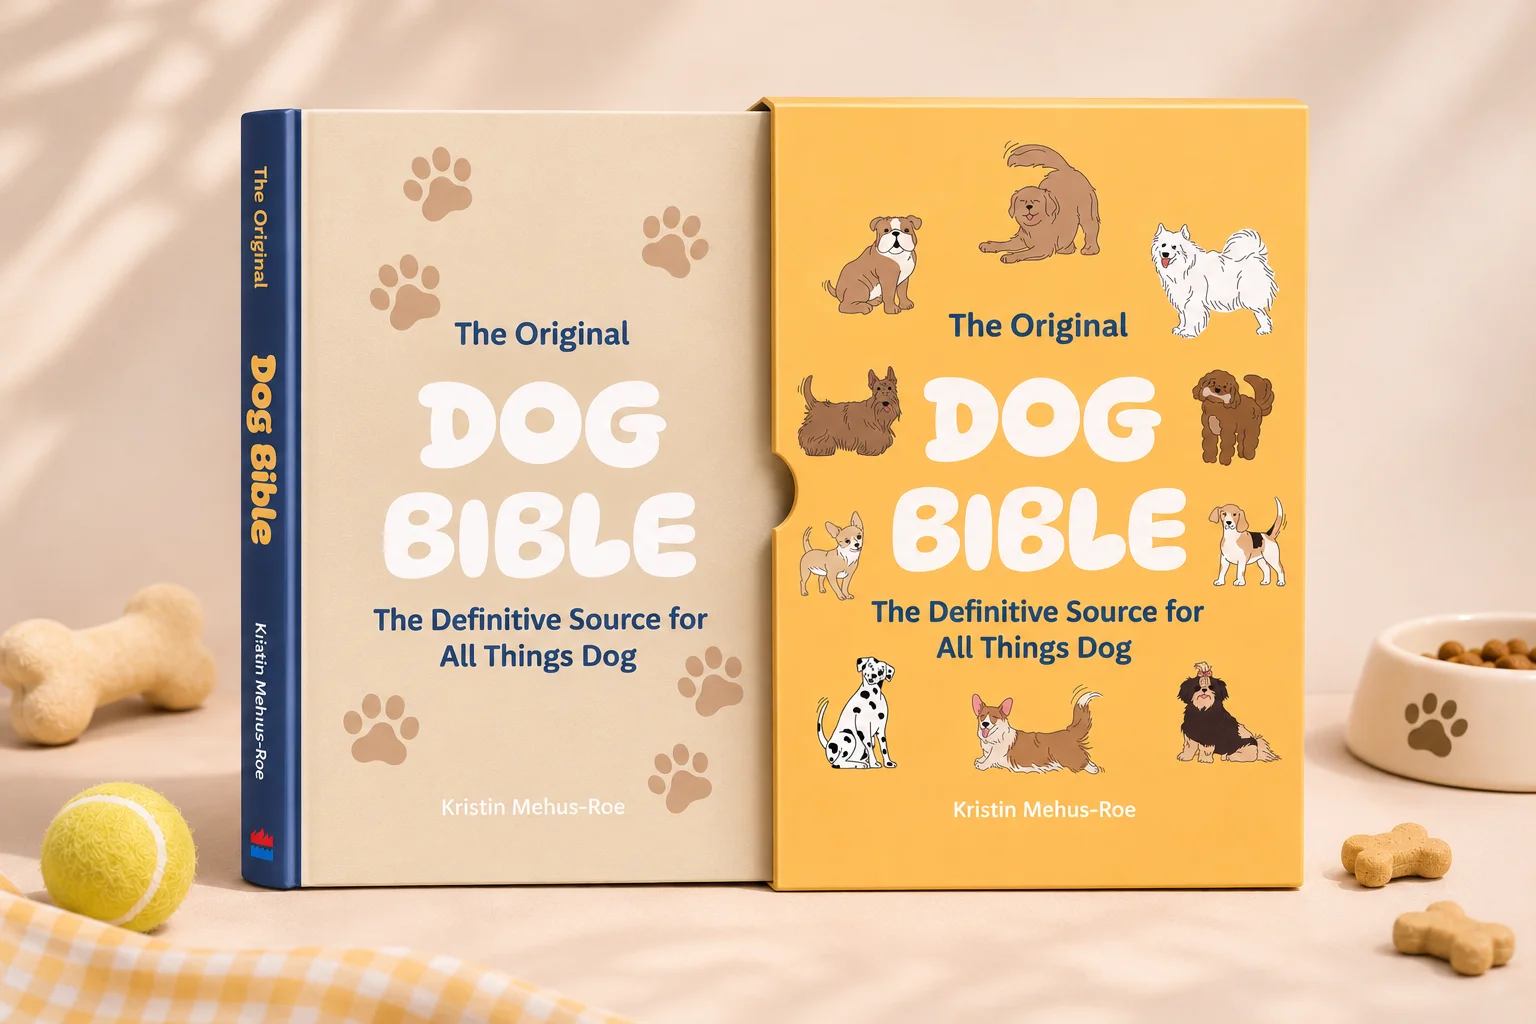 The Original
Dog Bible
Kristin Mehus-Roe
The Original
DOG
BIBLE
The Definitive Source for
All Things Dog
Kristin Mehus-Roe
The Original
DOG
BIBLE
The Definitive Source for
All Things Dog
Kristin Mehus-Roe